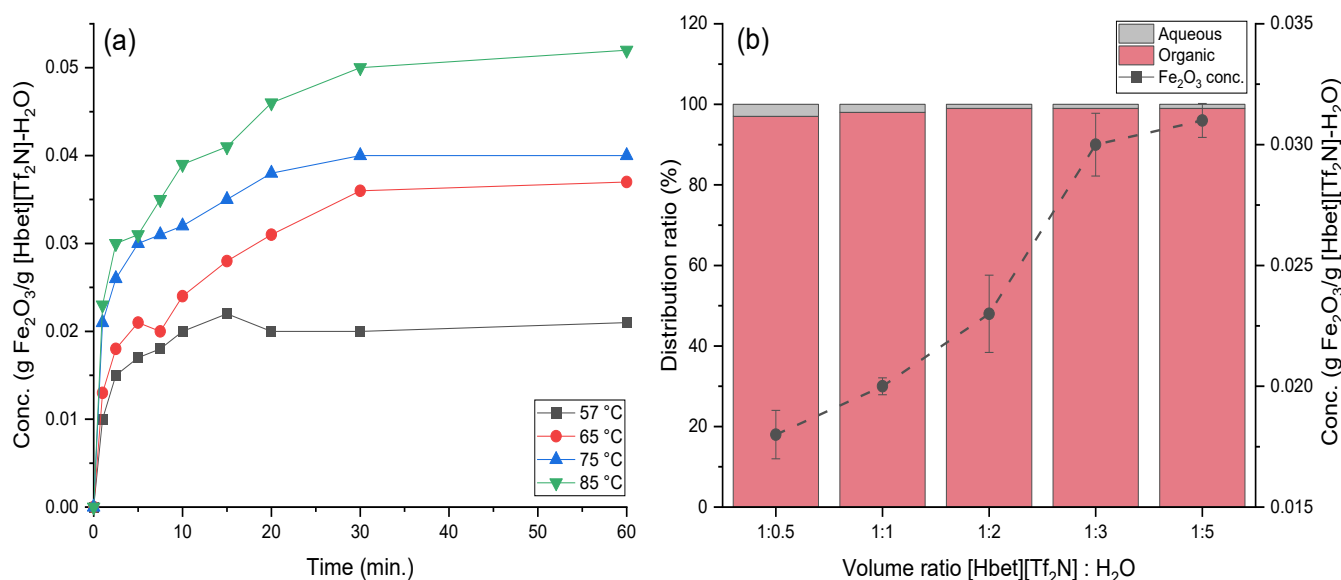 (a)
Conc. (g Fe₂O₃/g [Hbet][Tf₂N]-H₂O)
0.05
0.04
0.03
0.02
0.01
0.00
0
10
20
30
40
50
60
Time (min.)
57 °C
65 °C
75 °C
85 °C
(b)
Distribution ratio (%)
120
100
80
60
40
20
0
Aqueous
Organic
Fe₂O₃ conc.
0.035
0.030
0.025
0.020
0.015
Conc. (g Fe₂O₃/g [Hbet][Tf₂N]-H₂O)
1:0.5
1:1
1:2
1:3
1:5
Volume ratio [Hbet][Tf₂N] : H₂O